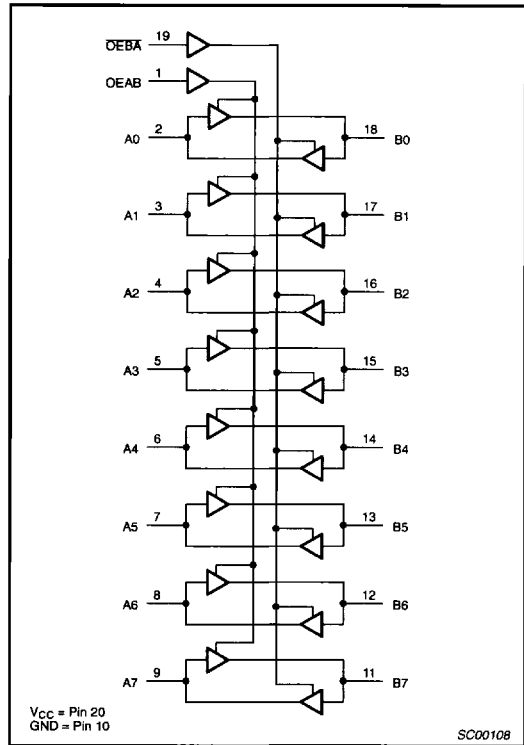 OEBA 19
OEAB 1
A0 2 18 B0
A1 3 17 B1
A2 4 16 B2
A3 5 15 B3
A4 6 14 B4
A5 7 13 B5
A6 8 12 B6
A7 9 11 B7
VCC = Pin 20
GND = Pin 10
SC00108